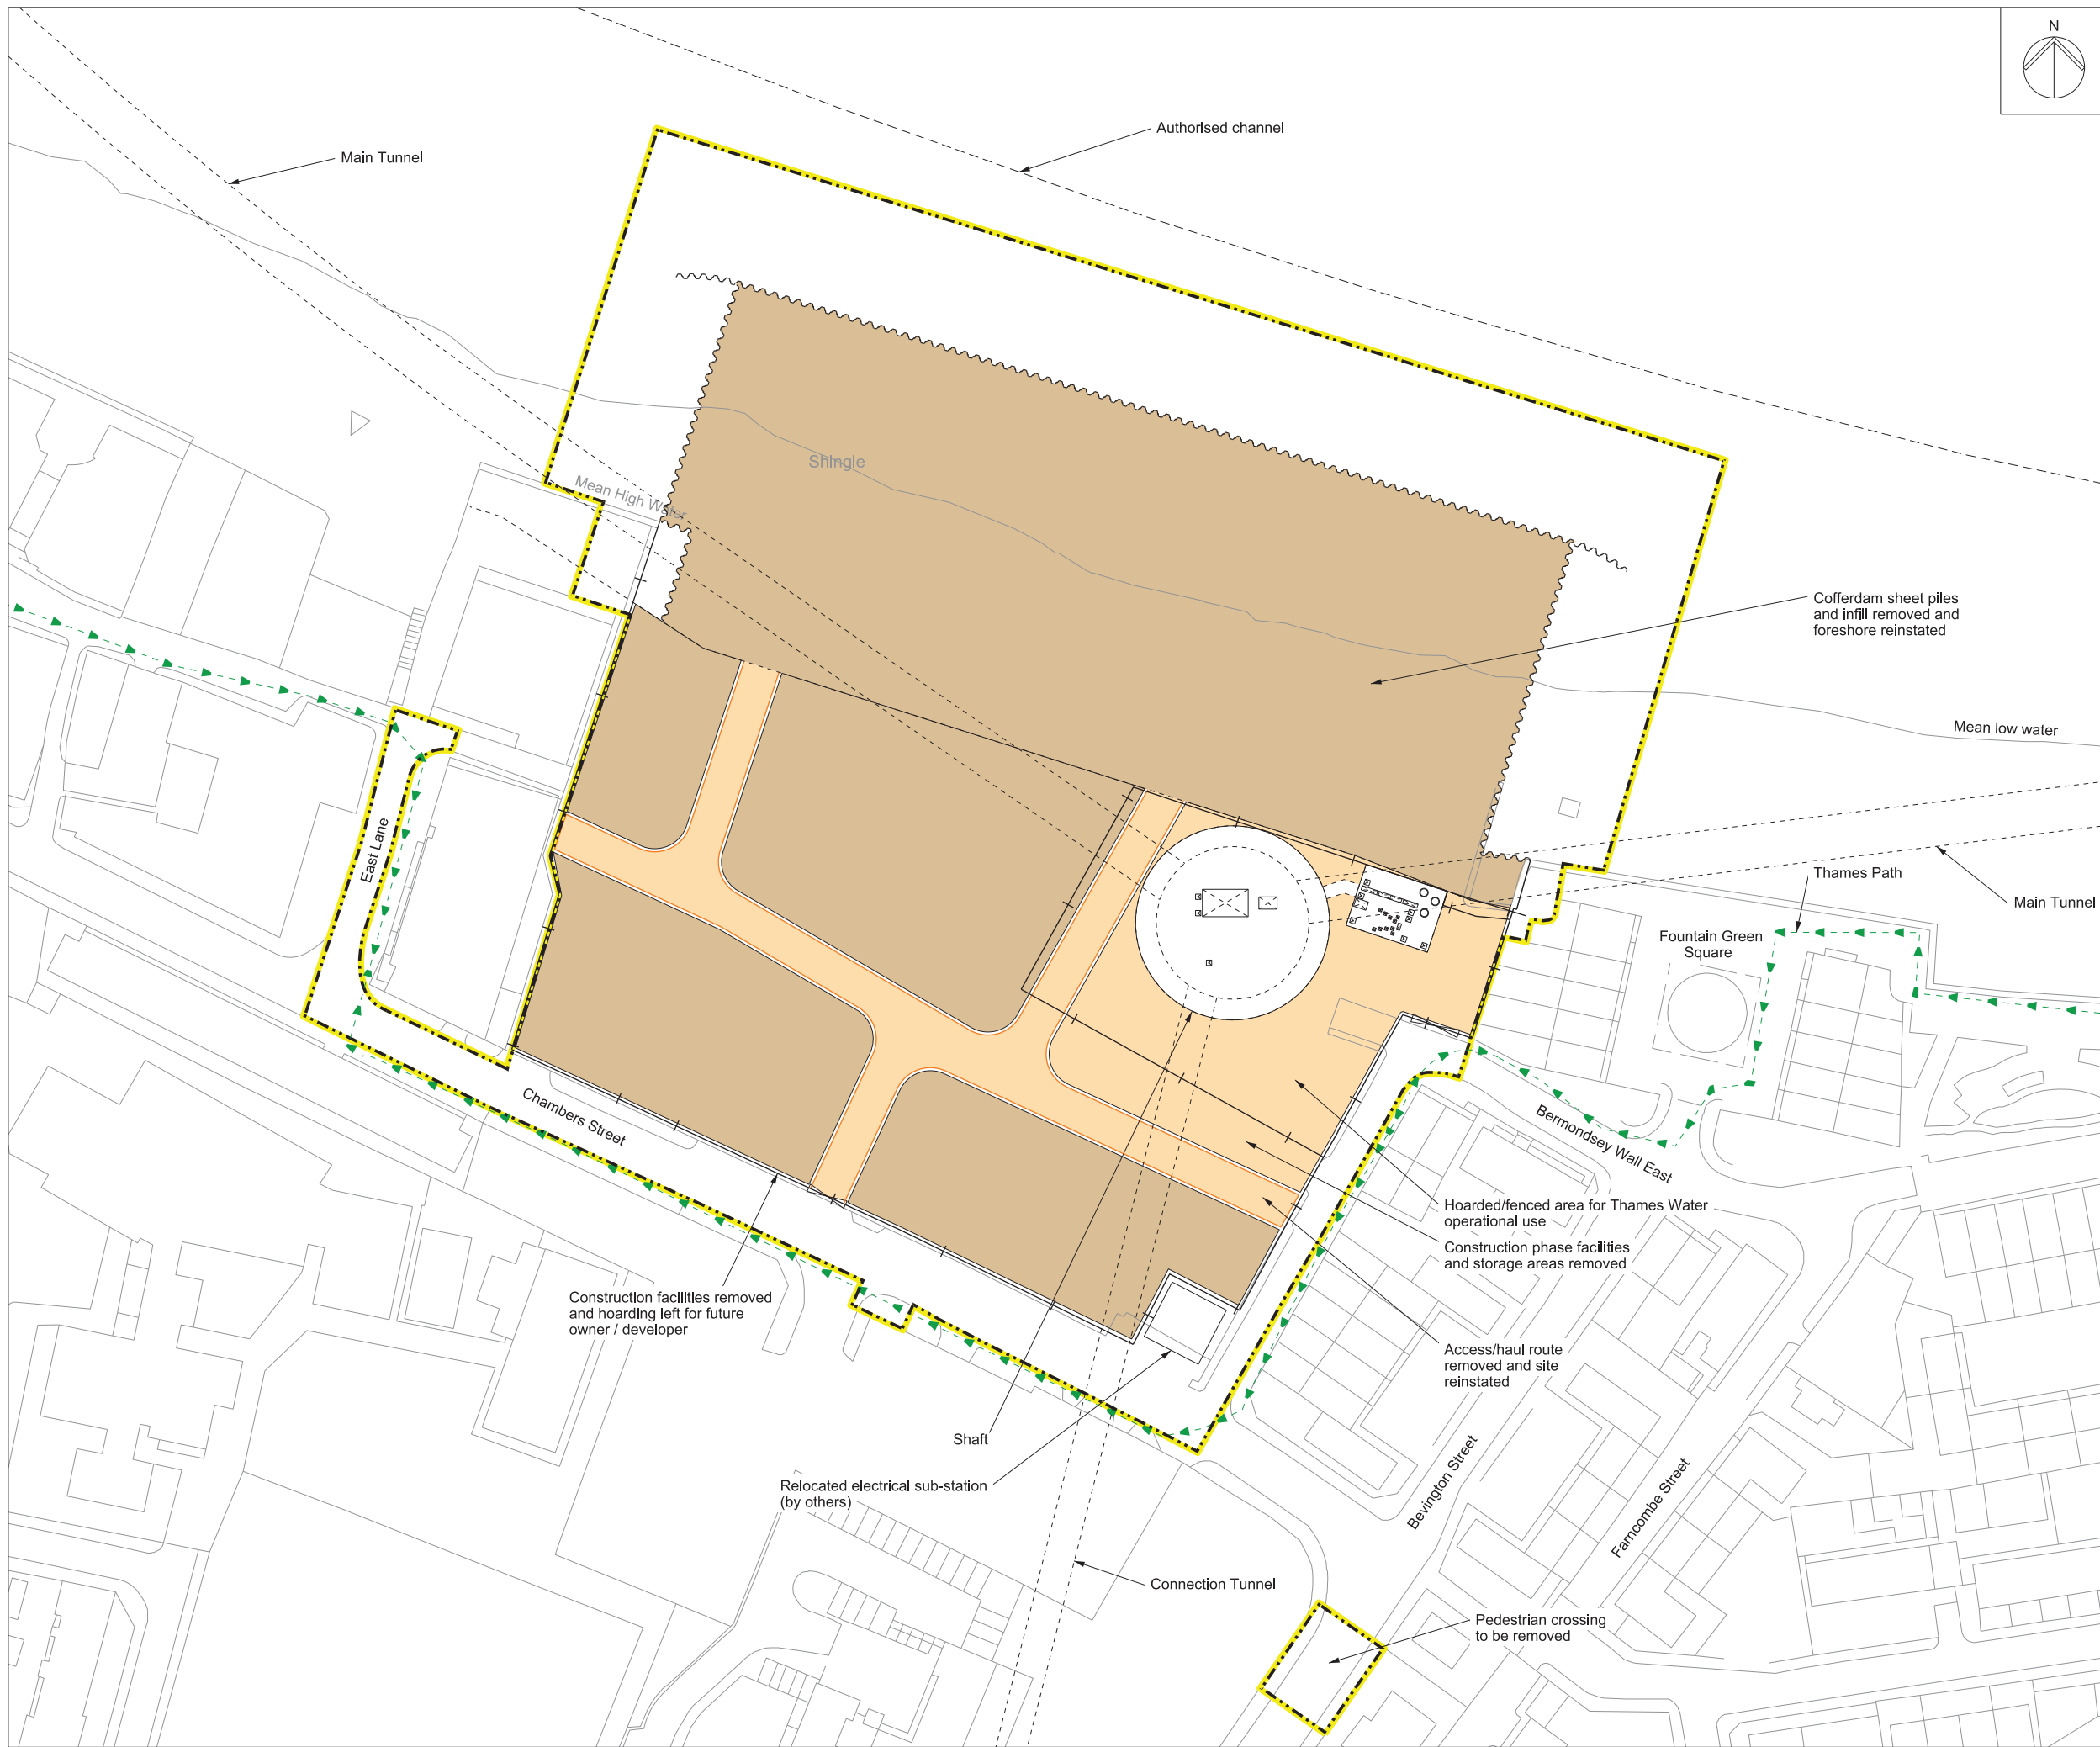 N
Authorised channel
Main Tunnel
Shingle
Mean High Water
Cofferdam sheet piles
and infill removed and
foreshore reinstated
Mean low water
Thames Path
Main Tunnel
Fountain Green
Square
East Lane
Chambers Street
Bermondsey Wall East
Hoarded/fenced area for Thames Water
operational use
Construction phase facilities
and storage areas removed
Construction facilities removed
and hoarding left for future
owner / developer
Access/haul route
removed and site
reinstated
Shaft
Relocated electrical sub-station
(by others)
Bevington Street
Farncombe Street
Connection Tunnel
Pedestrian crossing
to be removed